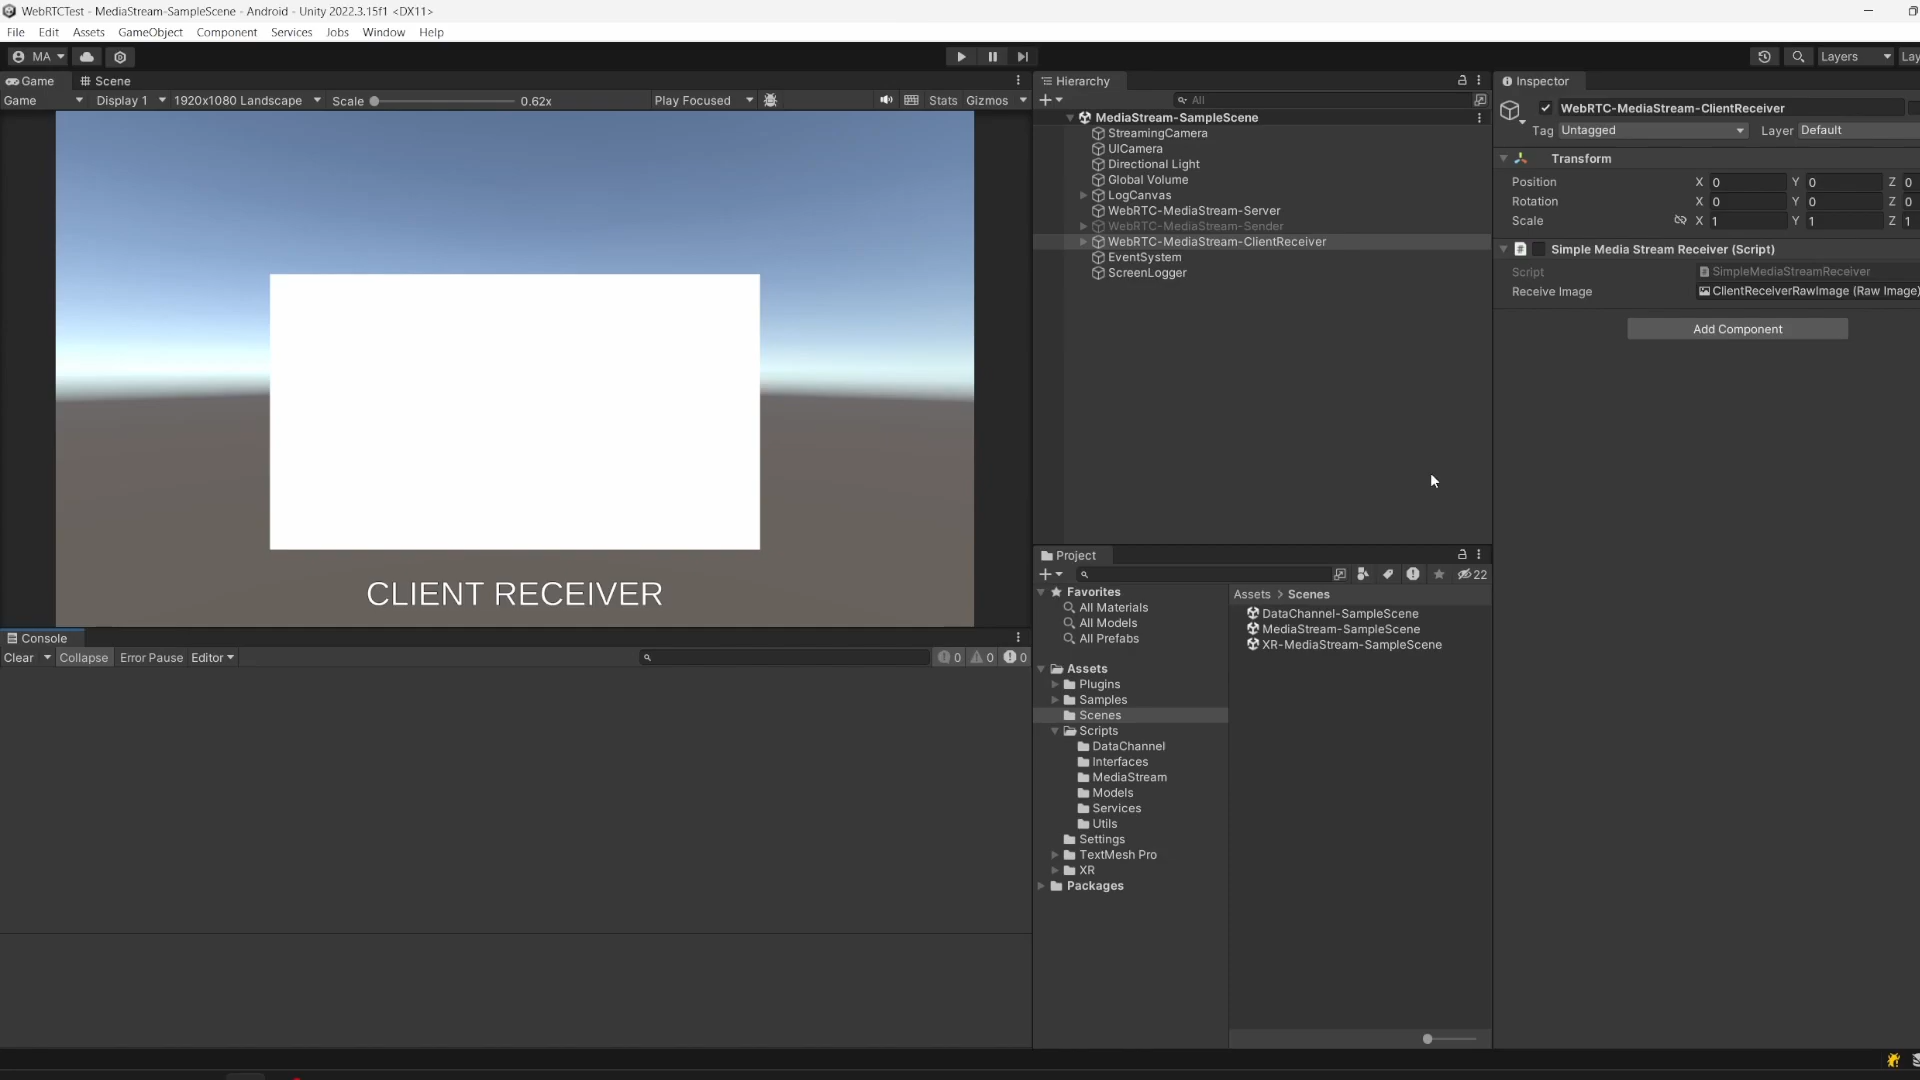 WebRTCTest - MediaStream-SampleScene - Android - Unity 2022.3.15f1 <DX11>
File Edit Assets GameObject Component Services Jobs Window Help
MA
Layers
Lay
Game
Scene
Game Display 1 1920x1080 Landscape Scale 0.62x Play Focused Stats Gizmos
CLIENT RECEIVER
Console
Clear Collapse Error Pause Editor
0 0 0
Hierarchy
All
MediaStream-SampleScene
StreamingCamera
UICamera
Directional Light
Global Volume
LogCanvas
WebRTC-MediaStream-Server
WebRTC-MediaStream-Sender
WebRTC-MediaStream-ClientReceiver
EventSystem
ScreenLogger
Project
22
Favorites
All Materials
All Models
All Prefabs
Assets
Plugins
Samples
Scenes
Scripts
DataChannel
Interfaces
MediaStream
Models
Services
Utils
Settings
TextMesh Pro
XR
Packages
Assets > Scenes
DataChannel-SampleScene
MediaStream-SampleScene
XR-MediaStream-SampleScene
Inspector
WebRTC-MediaStream-ClientReceiver
Tag Untagged Layer Default
Transform
Position X 0 Y 0 Z 0
Rotation X 0 Y 0 Z 0
Scale X 1 Y 1 Z 1
Simple Media Stream Receiver (Script)
Script SimpleMediaStreamReceiver
Receive Image ClientReceiverRawImage (Raw Image)
Add Component